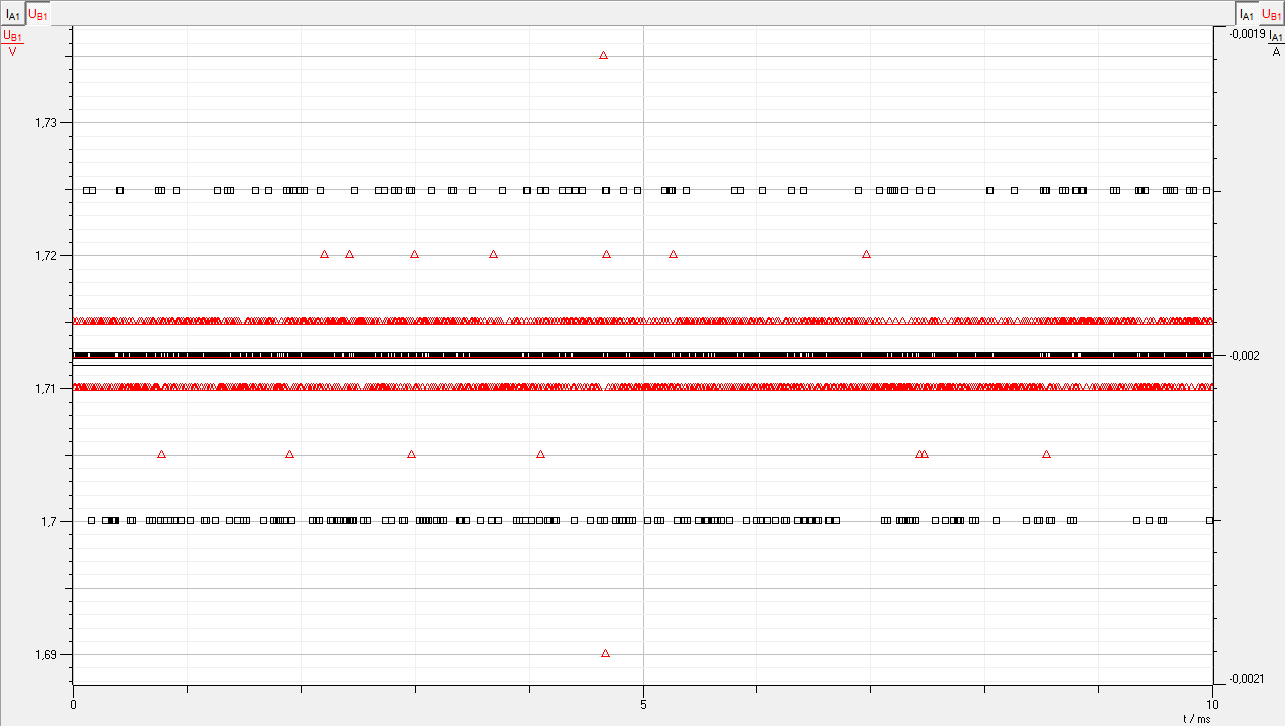 IA1 UB1 IA1 UB1
UB1 -0.0019 IA1
V A
1,73
1,72
-0.002
1,71
1,7
1,69
-0.0021
0 5 10
t / ms